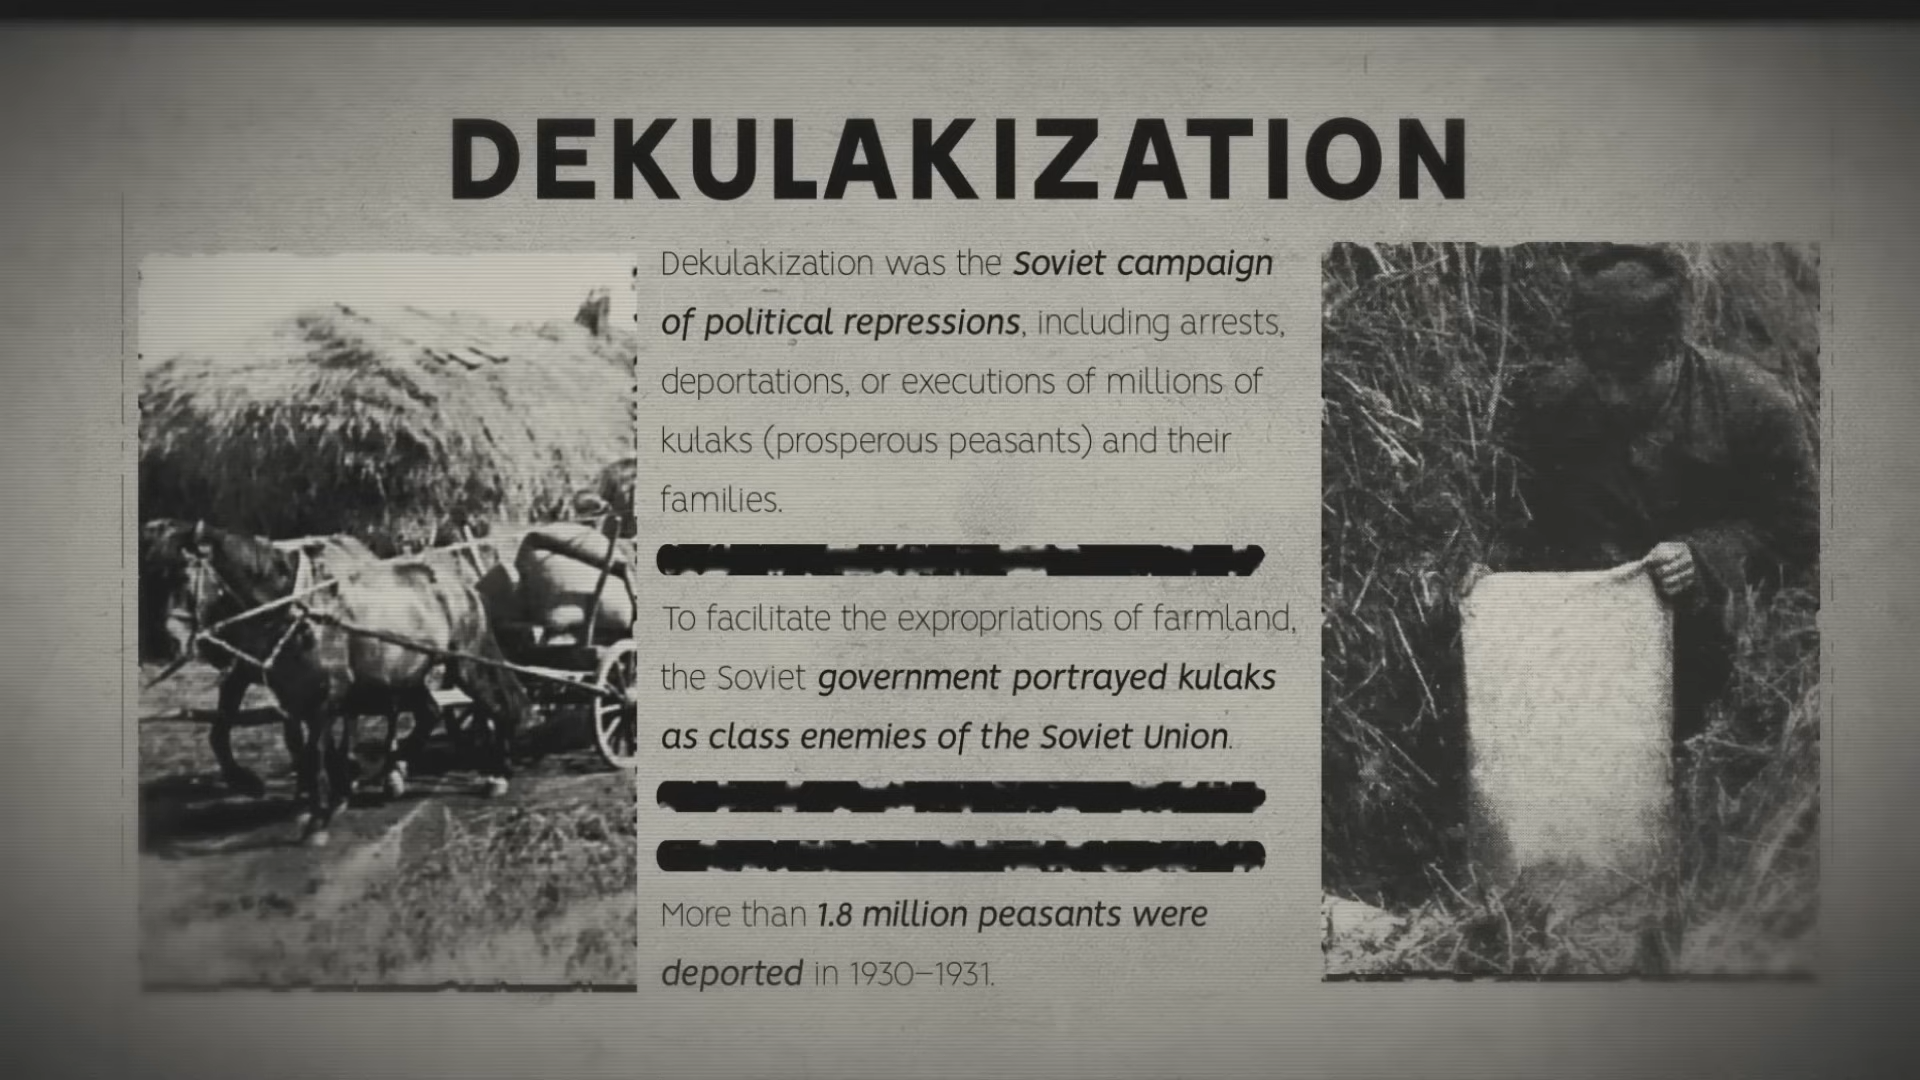 DEKULAKIZATION
Dekulakization was the Soviet campaign
of political repressions, including arrests,
deportations, or executions of millions of
kulaks (prosperous peasants) and their
families.
To facilitate the expropriations of farmland,
the Soviet government portrayed kulaks
as class enemies of the Soviet Union.
More than 1.8 million peasants were
deported in 1930–1931.